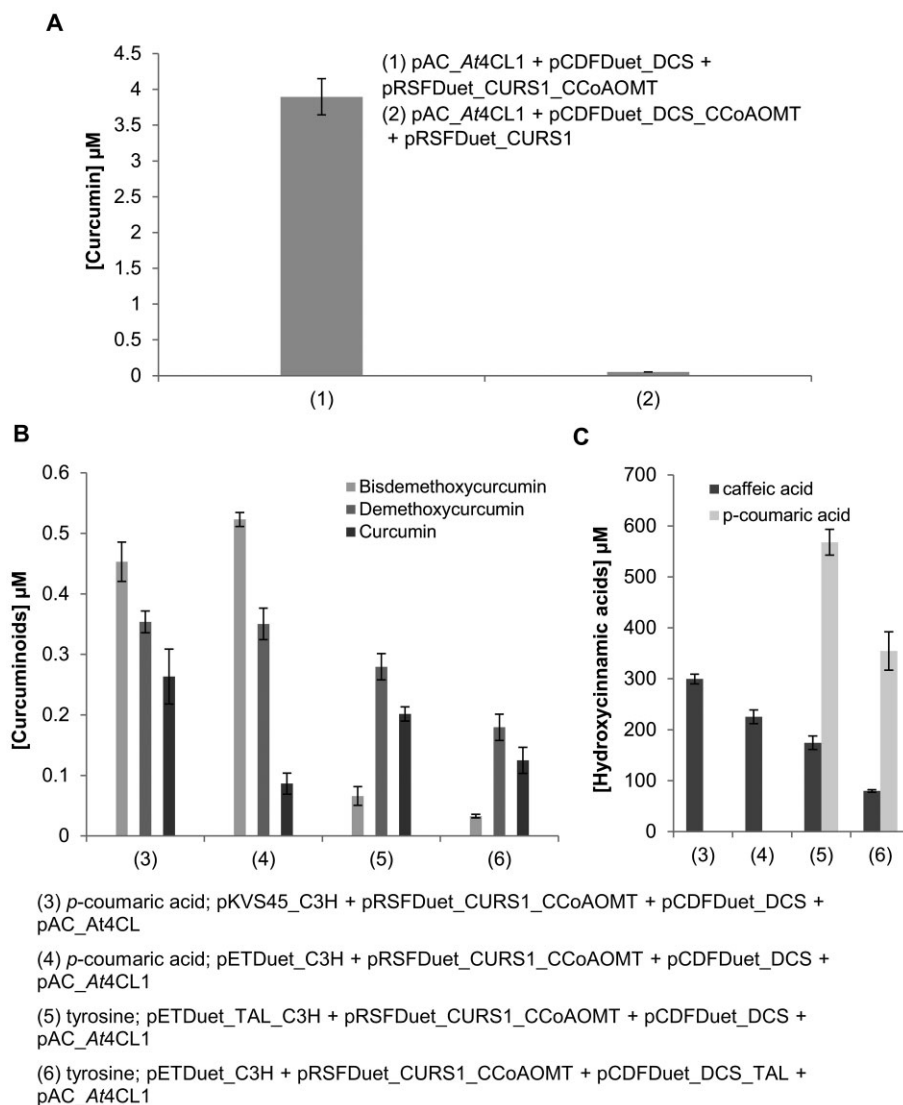 A
[Curcumin] µM
4.5
4
3.5
3
2.5
2
1.5
1
0.5
0
(1) pAC_At4CL1 + pCDFDuet_DCS +
pRSFDuet_CURS1_CCoAOMT
(2) pAC_At4CL1 + pCDFDuet_DCS_CCoAOMT
+ pRSFDuet_CURS1
(1)
(2)
B
[Curcuminoids] µM
0.6
0.5
0.4
0.3
0.2
0.1
0
Bisdemethoxycurcumin
Demethoxycurcumin
Curcumin
(3)
(4)
(5)
(6)
C
[Hydroxycinnamic acids] µM
700
600
500
400
300
200
100
0
caffeic acid
p-coumaric acid
(3)
(4)
(5)
(6)
(3) p-coumaric acid; pKVS45_C3H + pRSFDuet_CURS1_CCoAOMT + pCDFDuet_DCS +
pAC_At4CL
(4) p-coumaric acid; pETDuet_C3H + pRSFDuet_CURS1_CCoAOMT + pCDFDuet_DCS +
pAC_At4CL1
(5) tyrosine; pETDuet_TAL_C3H + pRSFDuet_CURS1_CCoAOMT + pCDFDuet_DCS +
pAC_At4CL1
(6) tyrosine; pETDuet_C3H + pRSFDuet_CURS1_CCoAOMT + pCDFDuet_DCS_TAL +
pAC_At4CL1